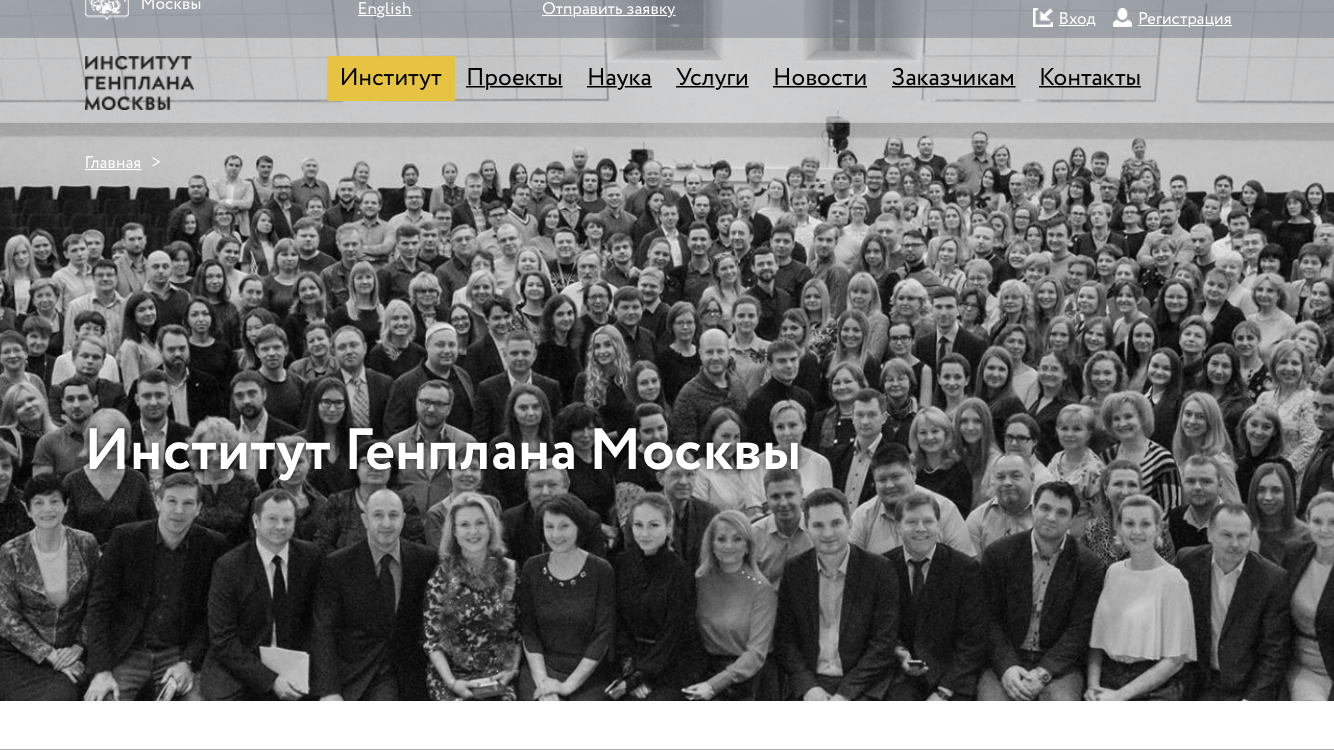 Москвы
English
Отправить заявку
Вход
Регистрация
ИНСТИТУТ
ГЕНПЛАНА
МОСКВЫ
Институт
Проекты
Наука
Услуги
Новости
Заказчикам
Контакты
Главная >
Институт Генплана Москвы